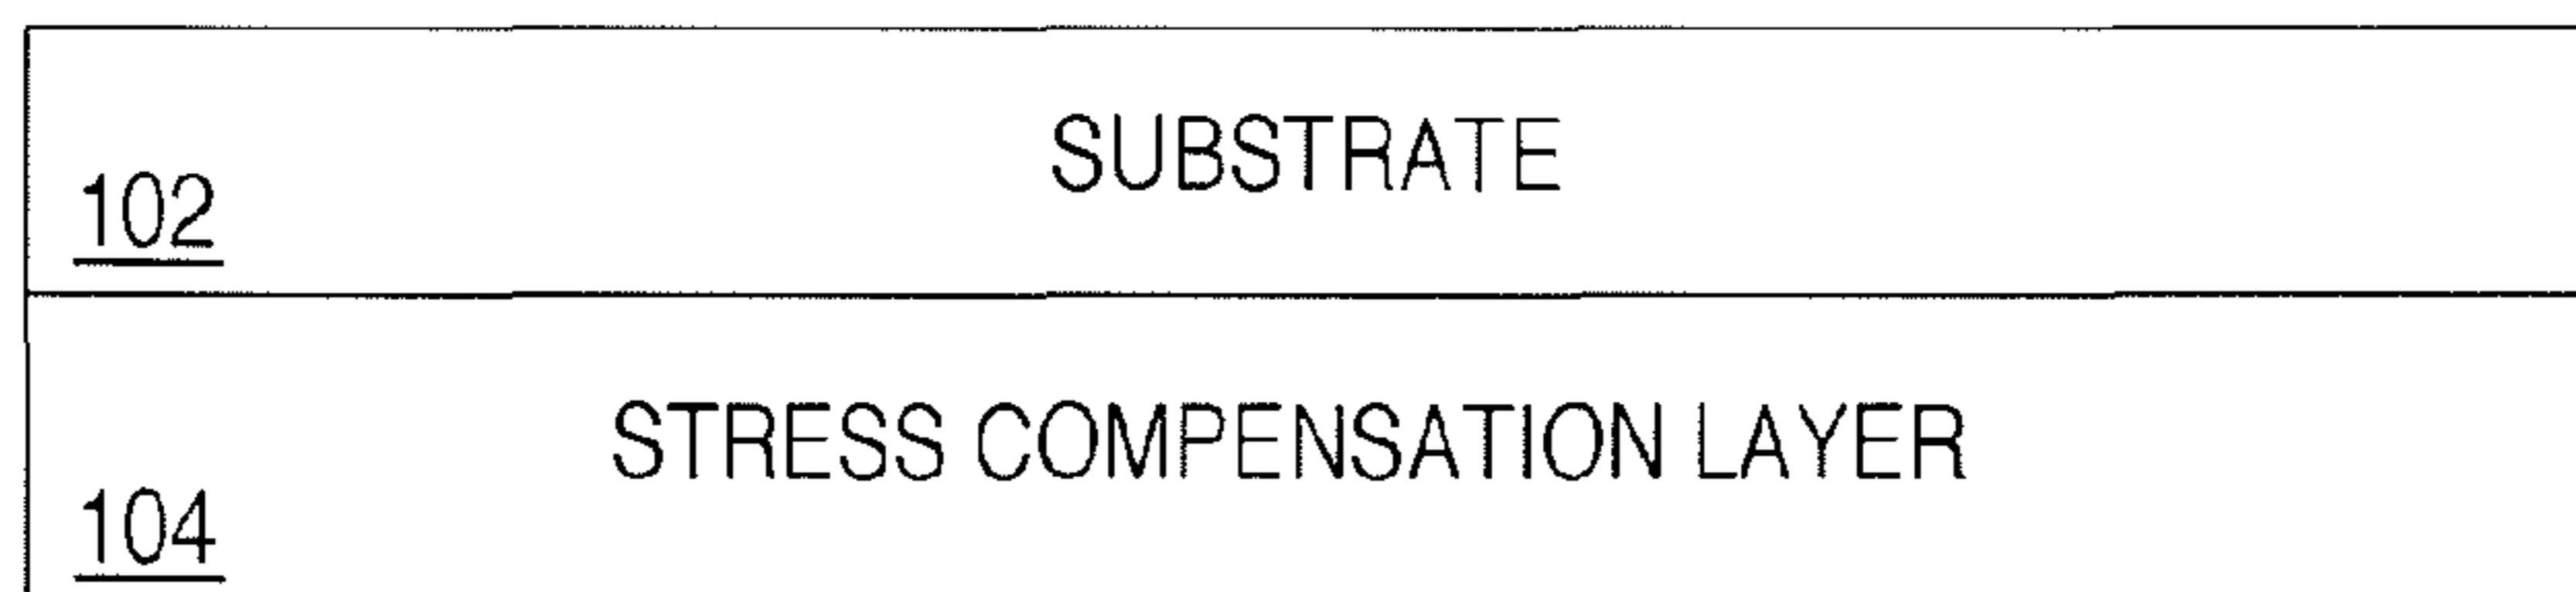 SUBSTRATE
102
STRESS COMPENSATION LAYER
104